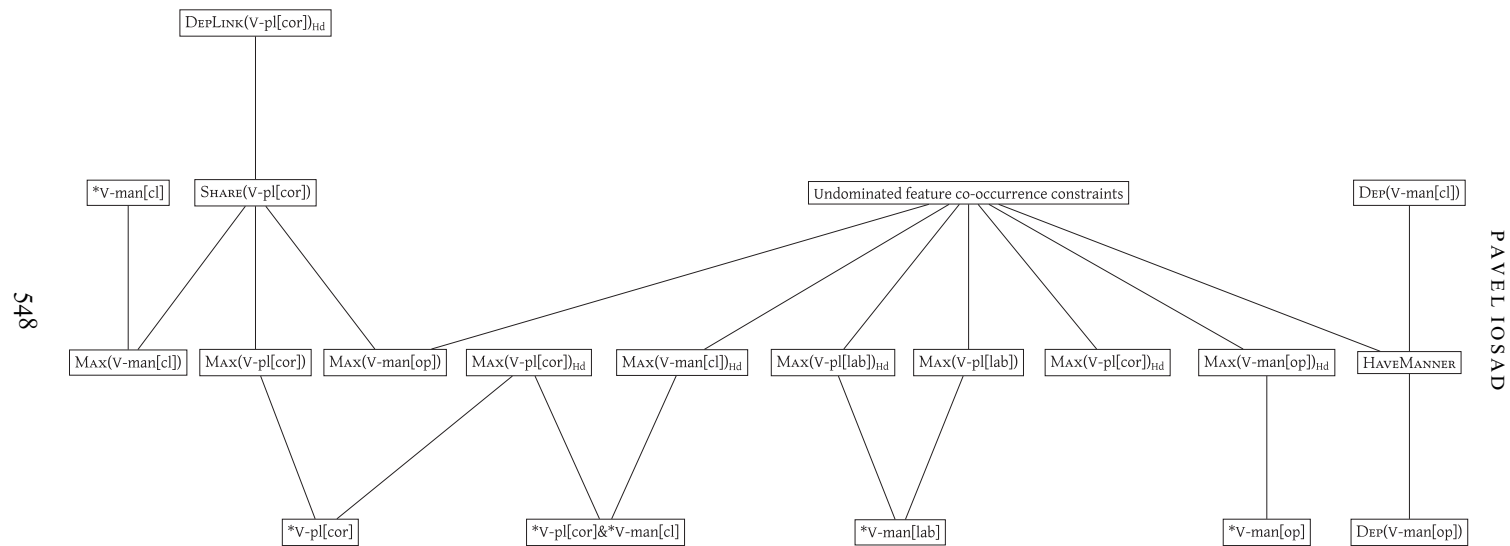 DepLink(V-pl[cor])Hd
*V-man[cl]
Share(V-pl[cor])
Undominated feature co-occurrence constraints
Dep(V-man[cl])
Max(V-man[cl])
Max(V-pl[cor])
Max(V-man[op])
Max(V-pl[cor])Hd
Max(V-man[cl])Hd
Max(V-pl[lab])Hd
Max(V-pl[lab])
Max(V-pl[cor])Hd
Max(V-man[op])Hd
HaveManner
*V-pl[cor]
*V-pl[cor]&*V-man[cl]
*V-man[lab]
*V-man[op]
Dep(V-man[op])
548
PAVEL IOSAD